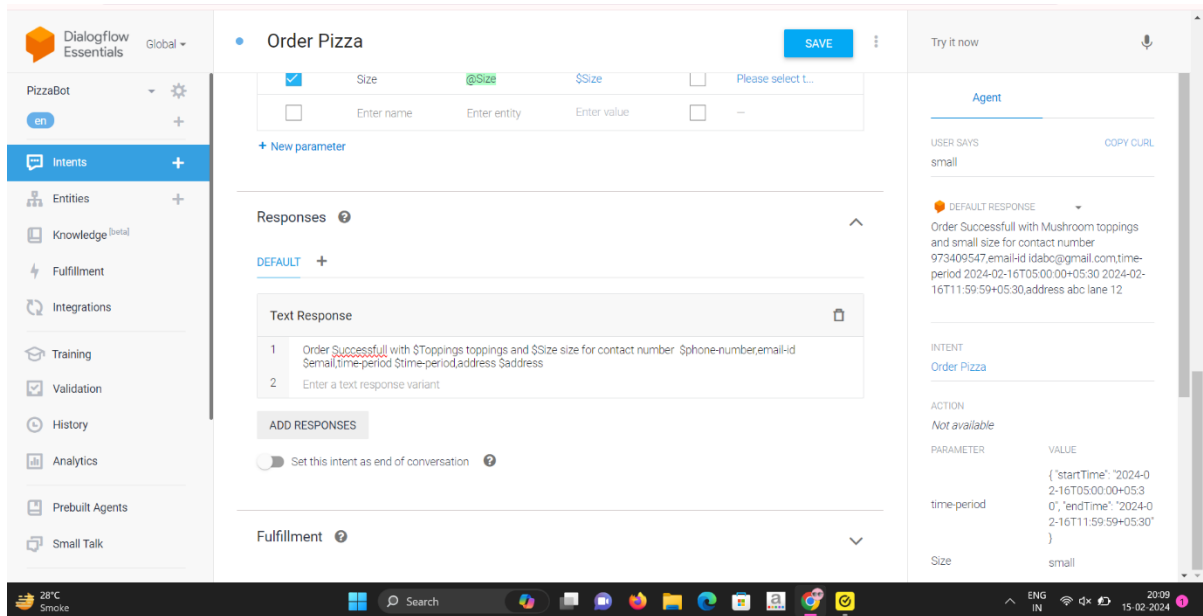 Dialogflow
Essentials
Global
Order Pizza
SAVE
Try it now
PizzaBot
en
Intents
Entities
Knowledge [beta]
Fulfillment
Integrations
Training
Validation
History
Analytics
Prebuilt Agents
Small Talk
Size @Size $Size Please select t...
Enter name Enter entity Enter value —
+ New parameter
Responses
DEFAULT +
Text Response
1 Order Successfull with $Toppings toppings and $Size size for contact number $phone-number,email-id
$email,time-period $time-period,address $address
2 Enter a text response variant
ADD RESPONSES
Set this intent as end of conversation
Fulfillment
Agent
USER SAYS COPY CURL
small
DEFAULT RESPONSE
Order Successfull with Mushroom toppings
and small size for contact number
973409547,email-id idabc@gmail.com,time-
period 2024-02-16T05:00:00+05:30 2024-02-
16T11:59:59+05:30,address abc lane 12
INTENT
Order Pizza
ACTION
Not available
PARAMETER VALUE
time-period
{ "startTime": "2024-0
2-16T05:00:00+05:3
0", "endTime": "2024-0
2-16T11:59:59+05:30"
}
Size small
28°C
Smoke
Search
ENG
IN
20:09
15-02-2024
1